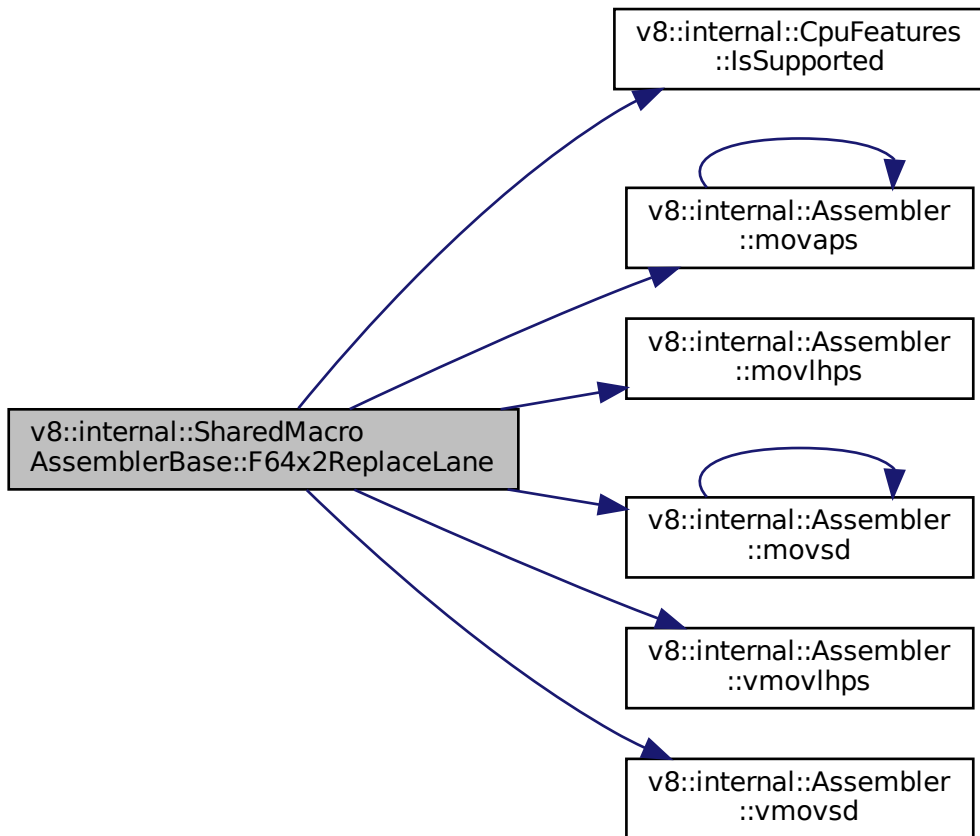 v8::internal::CpuFeatures
::IsSupported
v8::internal::Assembler
::movaps
v8::internal::Assembler
::movlhps
v8::internal::SharedMacro
AssemblerBase::F64x2ReplaceLane
v8::internal::Assembler
::movsd
v8::internal::Assembler
::vmovlhps
v8::internal::Assembler
::vmovsd